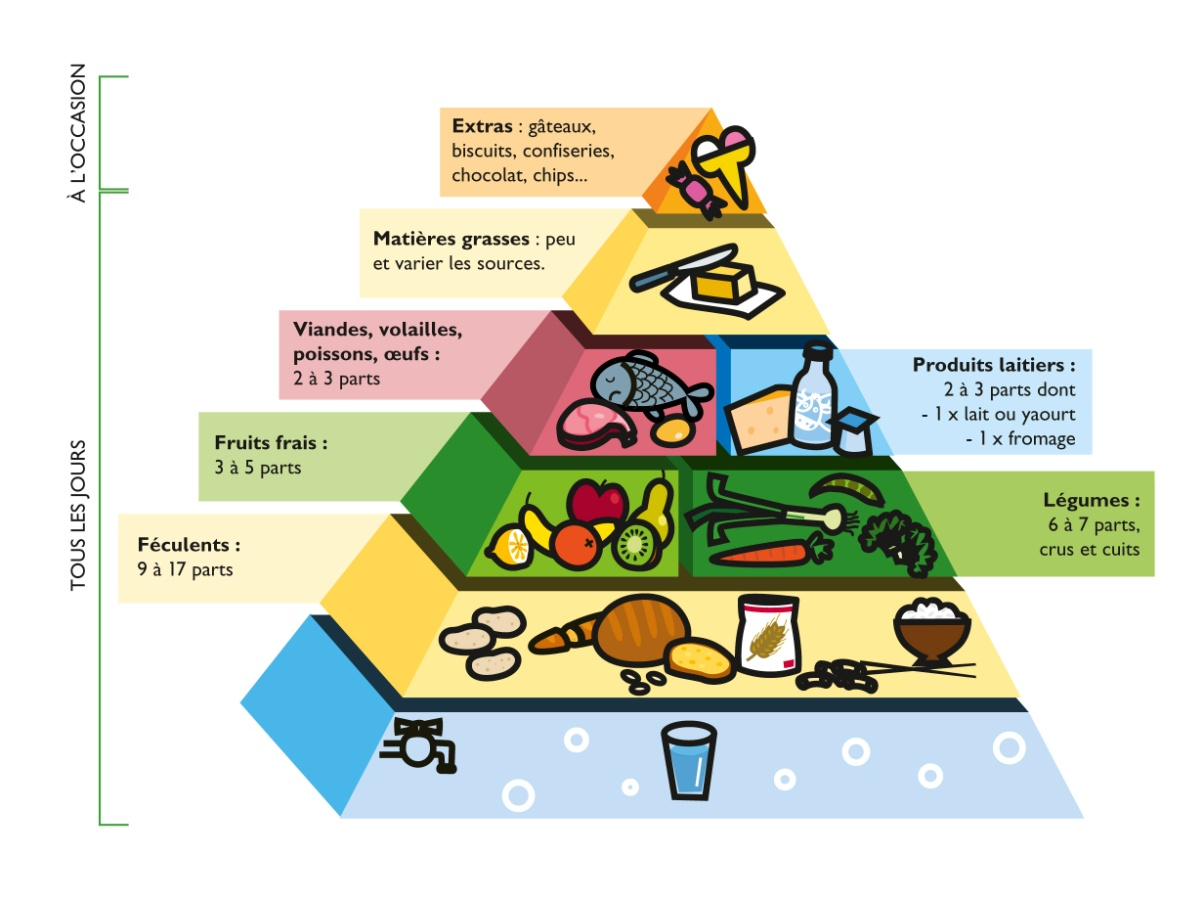 À L'OCCASION
Extras : gâteaux,
biscuits, confiseries,
chocolat, chips...
TOUS LES JOURS
Matières grasses : peu
et varier les sources.
Viandes, volailles,
poissons, œufs :
2 à 3 parts
Produits laitiers :
2 à 3 parts dont
- 1 x lait ou yaourt
- 1 x fromage
Fruits frais :
3 à 5 parts
Légumes :
6 à 7 parts,
crus et cuits
Féculents :
9 à 17 parts